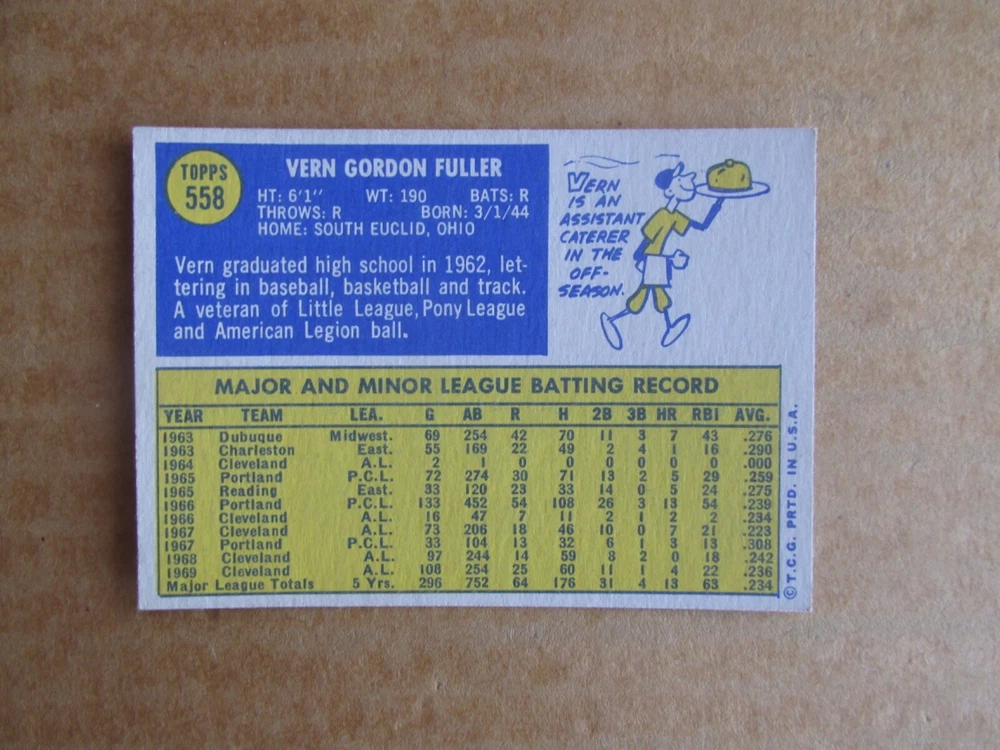 TOPPS
558
VERN GORDON FULLER
HT: 6'1" WT: 190 BATS: R
THROWS: R BORN: 3/1/44
HOME: SOUTH EUCLID, OHIO
Vern graduated high school in 1962, let-
tering in baseball, basketball and track.
A veteran of Little League, Pony League
and American Legion ball.
VERN
IS AN
ASSISTANT
CATERER
IN THE
OFF-
SEASON.
MAJOR AND MINOR LEAGUE BATTING RECORD
YEAR TEAM LEA. G AB R H 2B 3B HR RBI AVG.
1963 Dubuque Midwest. 69 254 42 70 11 3 7 43 .276
1963 Charleston East. 55 169 22 49 2 4 1 16 .290
1964 Cleveland A.L. 2 1 0 0 0 0 0 0 .000
1965 Portland P.C.L. 72 274 30 71 13 2 5 29 .259
1965 Reading East. 33 120 23 33 14 0 5 24 .275
1966 Portland P.C.L. 133 452 54 108 26 3 13 54 .239
1966 Cleveland A.L. 16 47 7 11 2 1 2 2 .234
1967 Cleveland A.L. 73 206 18 46 10 0 7 21 .223
1967 Portland P.C.L. 33 104 13 32 6 1 3 13 .308
1968 Cleveland A.L. 97 244 14 59 8 2 0 18 .242
1969 Cleveland A.L. 108 254 25 60 11 1 4 22 .236
Major League Totals 5 Yrs. 296 752 64 176 31 4 13 63 .234
© T.C.G. PRTD. IN U.S.A.